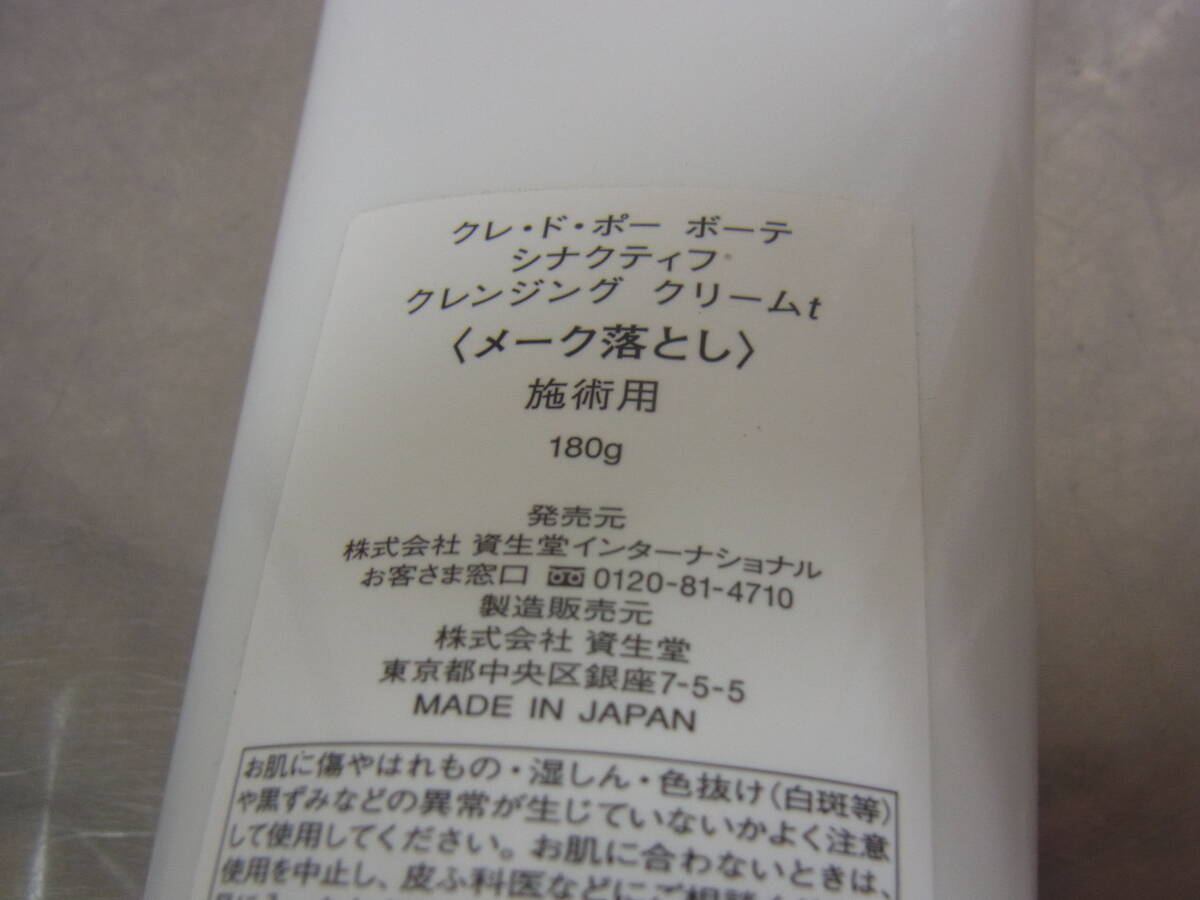 クレ・ド・ポー ボーテ
シナクティフ
クレンジング クリームt
〈メーク落とし〉
施術用
180g
発売元
株式会社 資生堂インターナショナル
お客さま窓口 0120-81-4710
製造販売元
株式会社 資生堂
東京都中央区銀座7-5-5
MADE IN JAPAN
お肌に傷やはれもの・湿しん・色抜け(白斑等)
や黒ずみなどの異常が生じていないかよく注意
して使用してください。お肌に合わないときは、
使用を中止し、皮ふ科医などにご相談